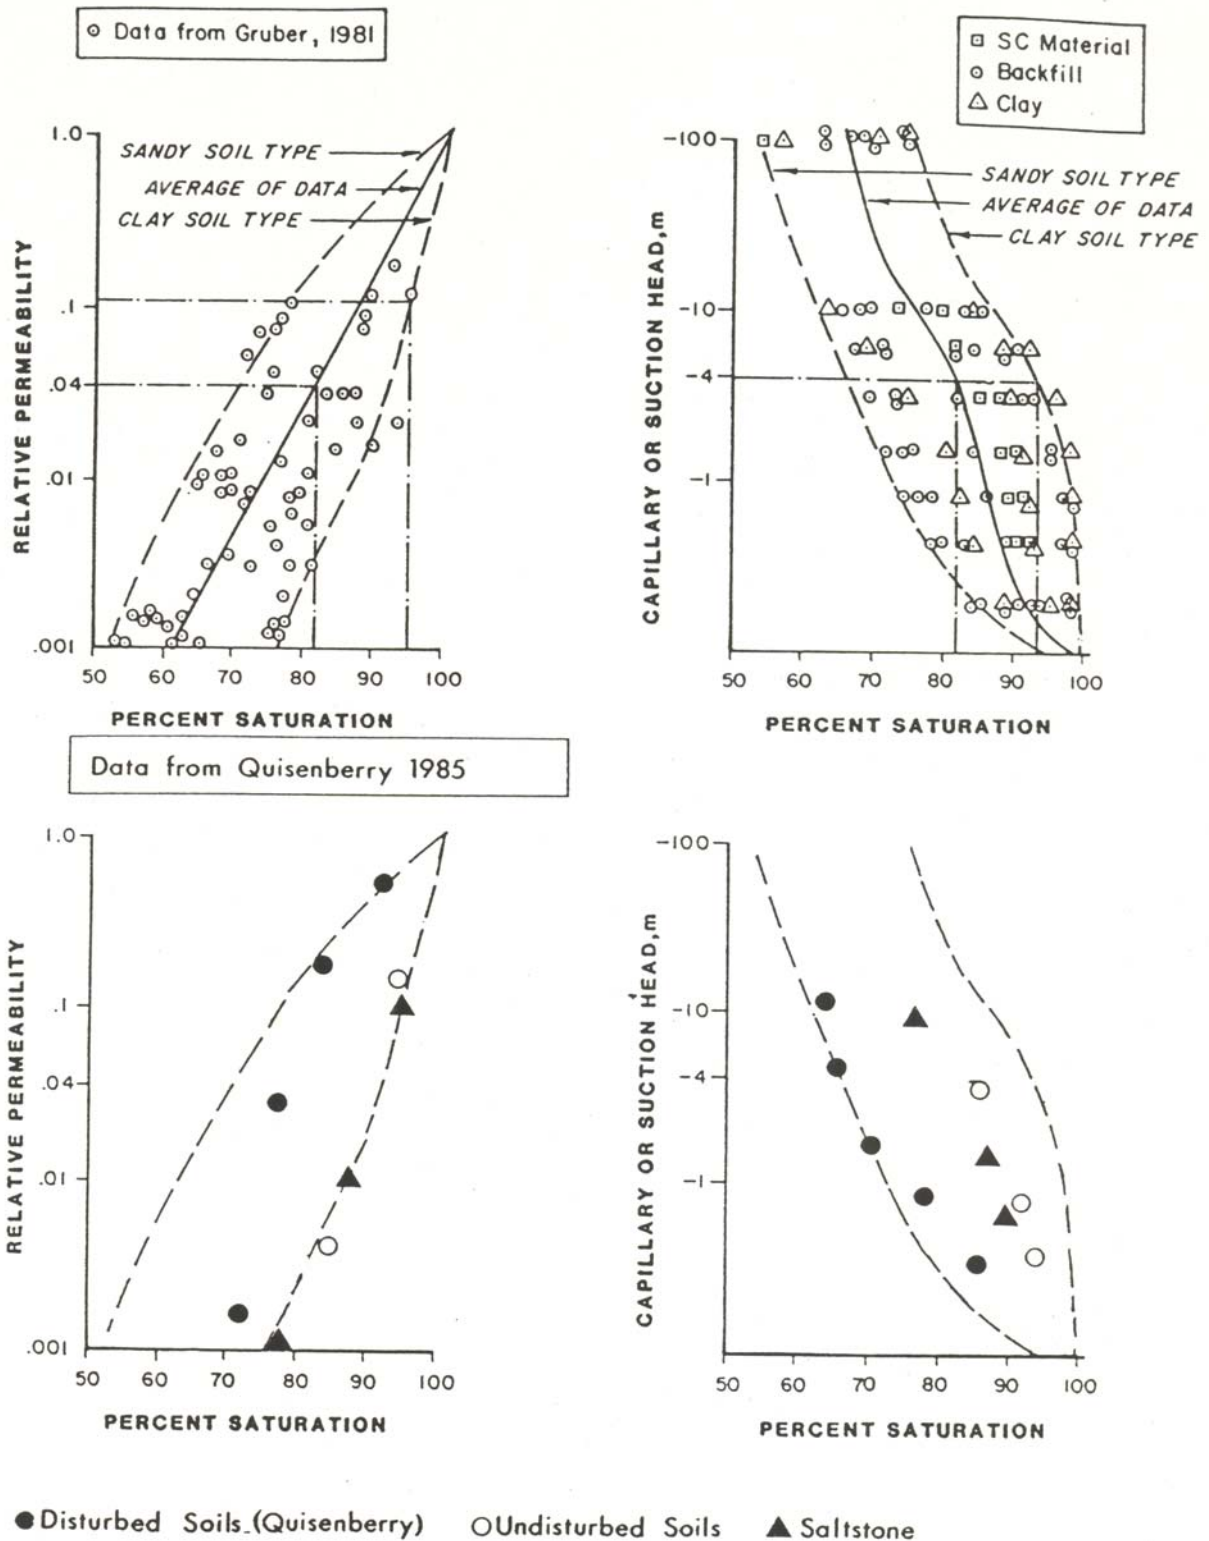 Data from Gruber, 1981
SC Material
Backfill
Clay
1.0
.1
.04
.01
.001
RELATIVE PERMEABILITY
SANDY SOIL TYPE
AVERAGE OF DATA
CLAY SOIL TYPE
50 60 70 80 90 100
PERCENT SATURATION
-100
-10
-4
-1
CAPILLARY OR SUCTION HEAD,m
SANDY SOIL TYPE
AVERAGE OF DATA
CLAY SOIL TYPE
50 60 70 80 90 100
PERCENT SATURATION
Data from Quisenberry 1985
1.0
.1
.04
.01
.001
RELATIVE PERMEABILITY
50 60 70 80 90 100
PERCENT SATURATION
-100
-10
-4
-1
CAPILLARY OR SUCTION HEAD,m
50 60 70 80 90 100
PERCENT SATURATION
Disturbed Soils (Quisenberry) Undisturbed Soils Saltstone